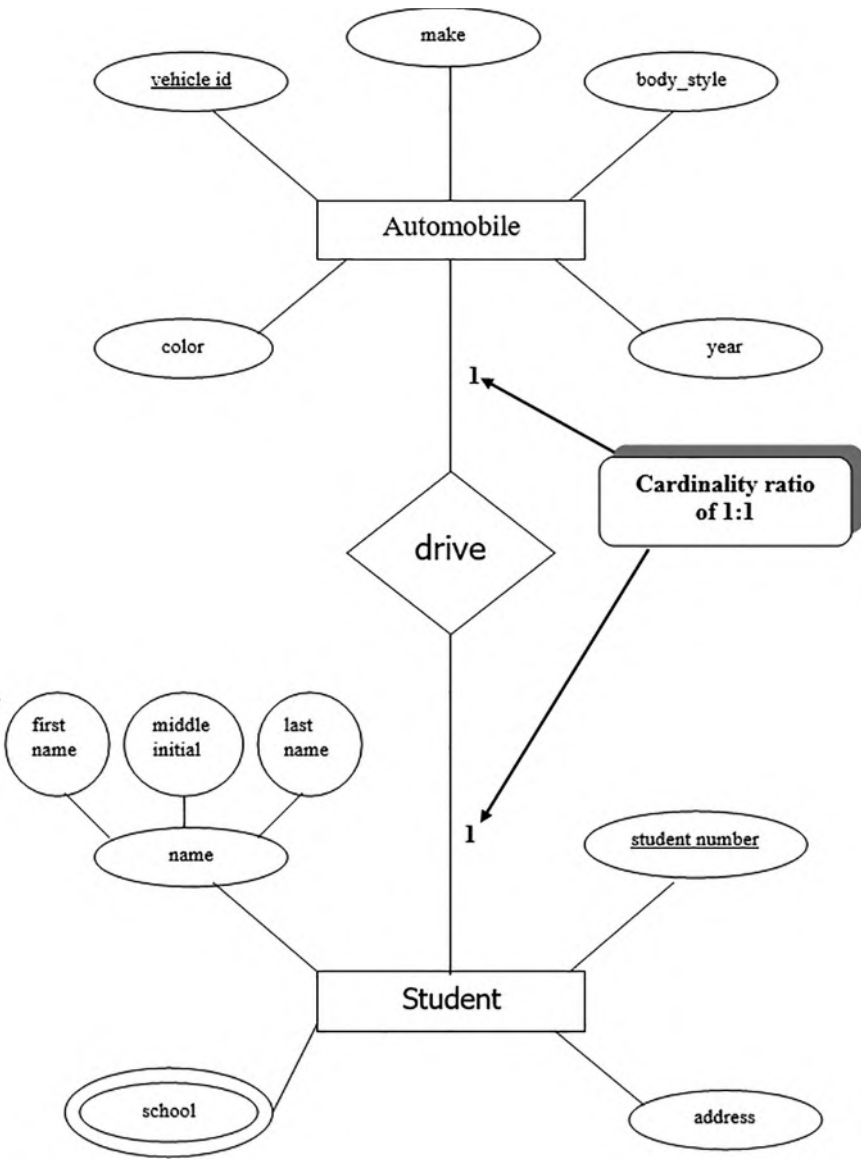 make
vehicle id
body_style
Automobile
color
year
1
Cardinality ratio
of 1:1
drive
first
name
middle
initial
last
name
1
student number
name
Student
school
address